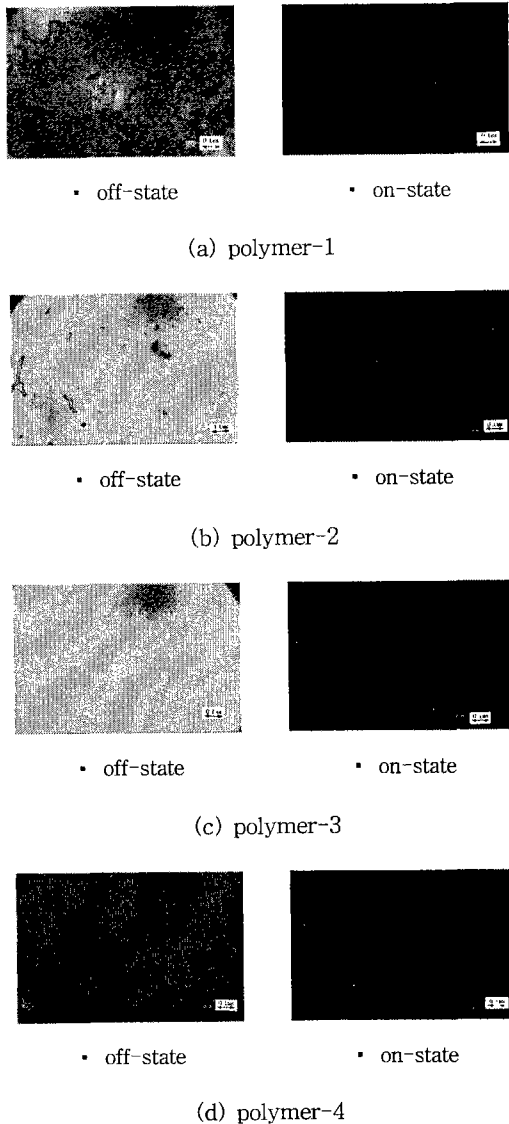 ▪ off-state ▪ on-state
(a) polymer-1
▪ off-state ▪ on-state
(b) polymer-2
▪ off-state ▪ on-state
(c) polymer-3
▪ off-state ▪ on-state
(d) polymer-4